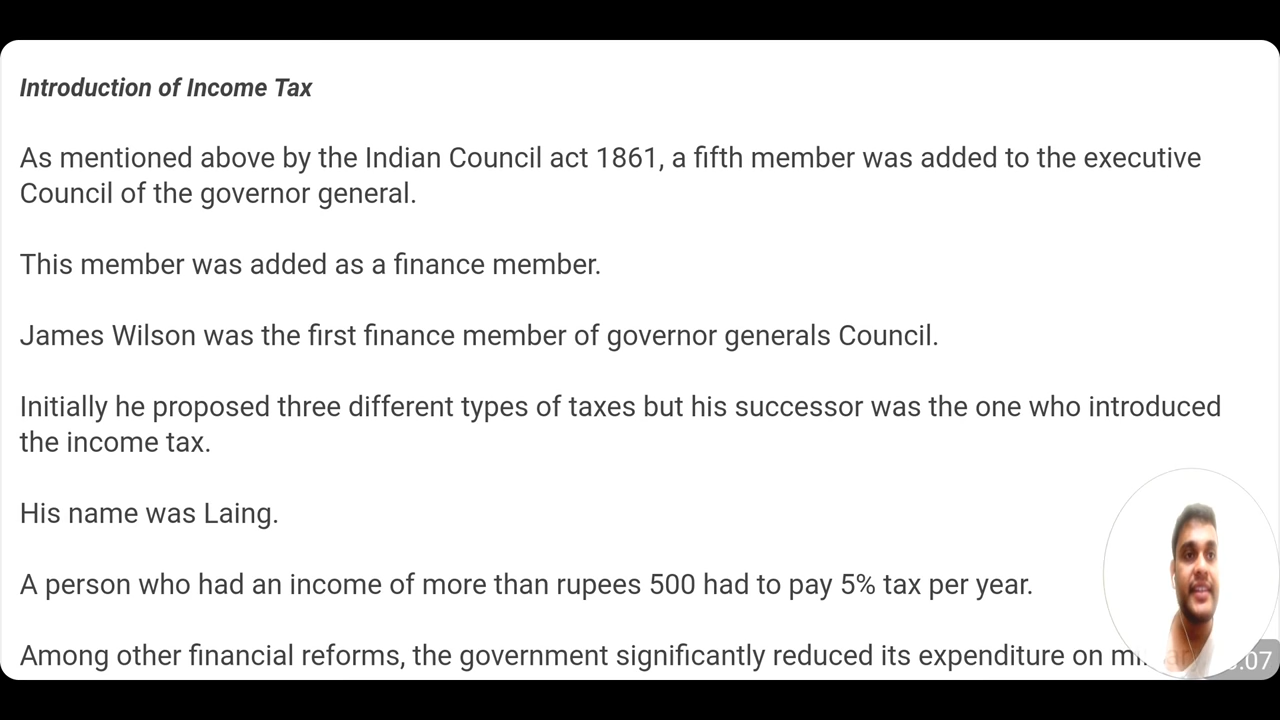 Introduction of Income Tax
As mentioned above by the Indian Council act 1861, a fifth member was added to the executive
Council of the governor general.
This member was added as a finance member.
James Wilson was the first finance member of governor generals Council.
Initially he proposed three different types of taxes but his successor was the one who introduced
the income tax.
His name was Laing.
A person who had an income of more than rupees 500 had to pay 5% tax per year.
Among other financial reforms, the government significantly reduced its expenditure on